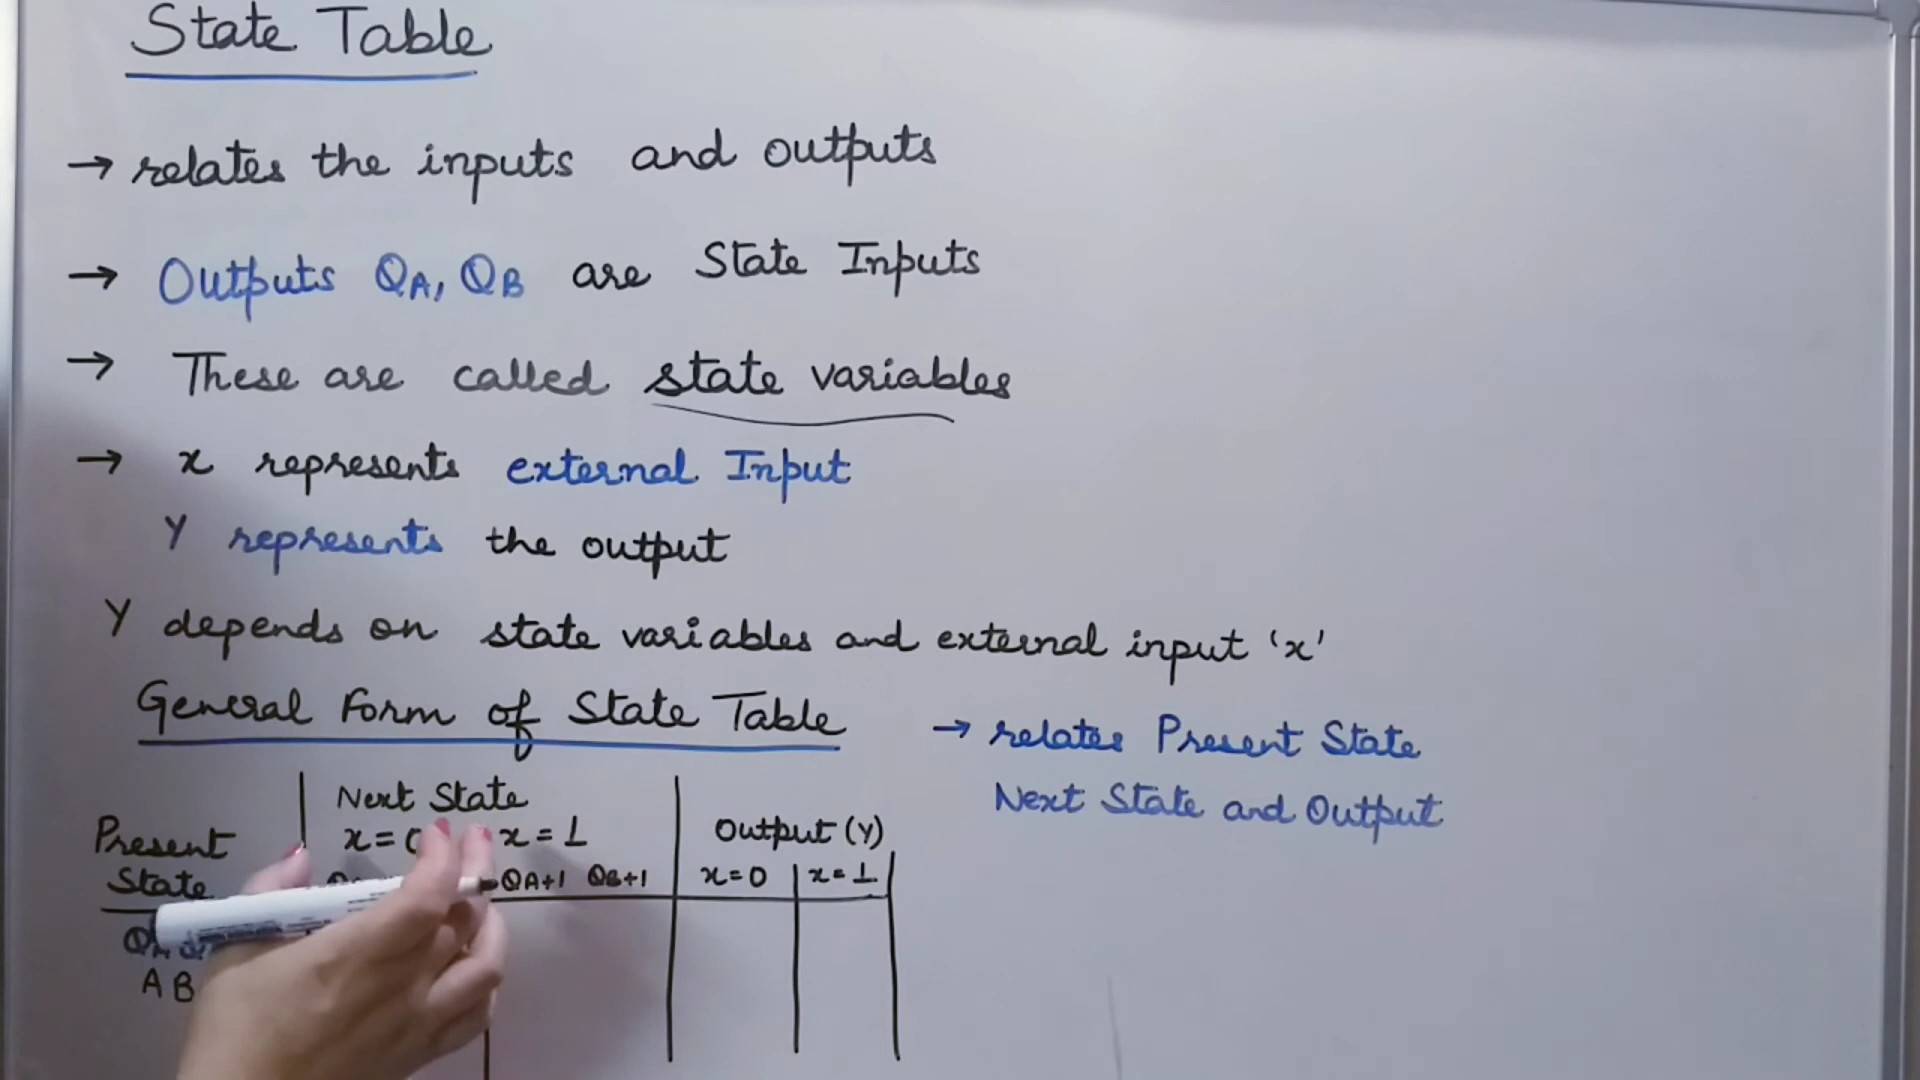 State Table
→ relates the inputs and outputs
→ Outputs QA, QB are State Inputs
→ These are called state variables
→ x represents external Input
Y represents the output
Y depends on state variables and external input 'x'
General Form of State Table
→ relates Present State
Next State and Output
Next State
Present
State
x=0 x=1
Output (Y)
QA+1 QB+1
x=0 x=1
A B